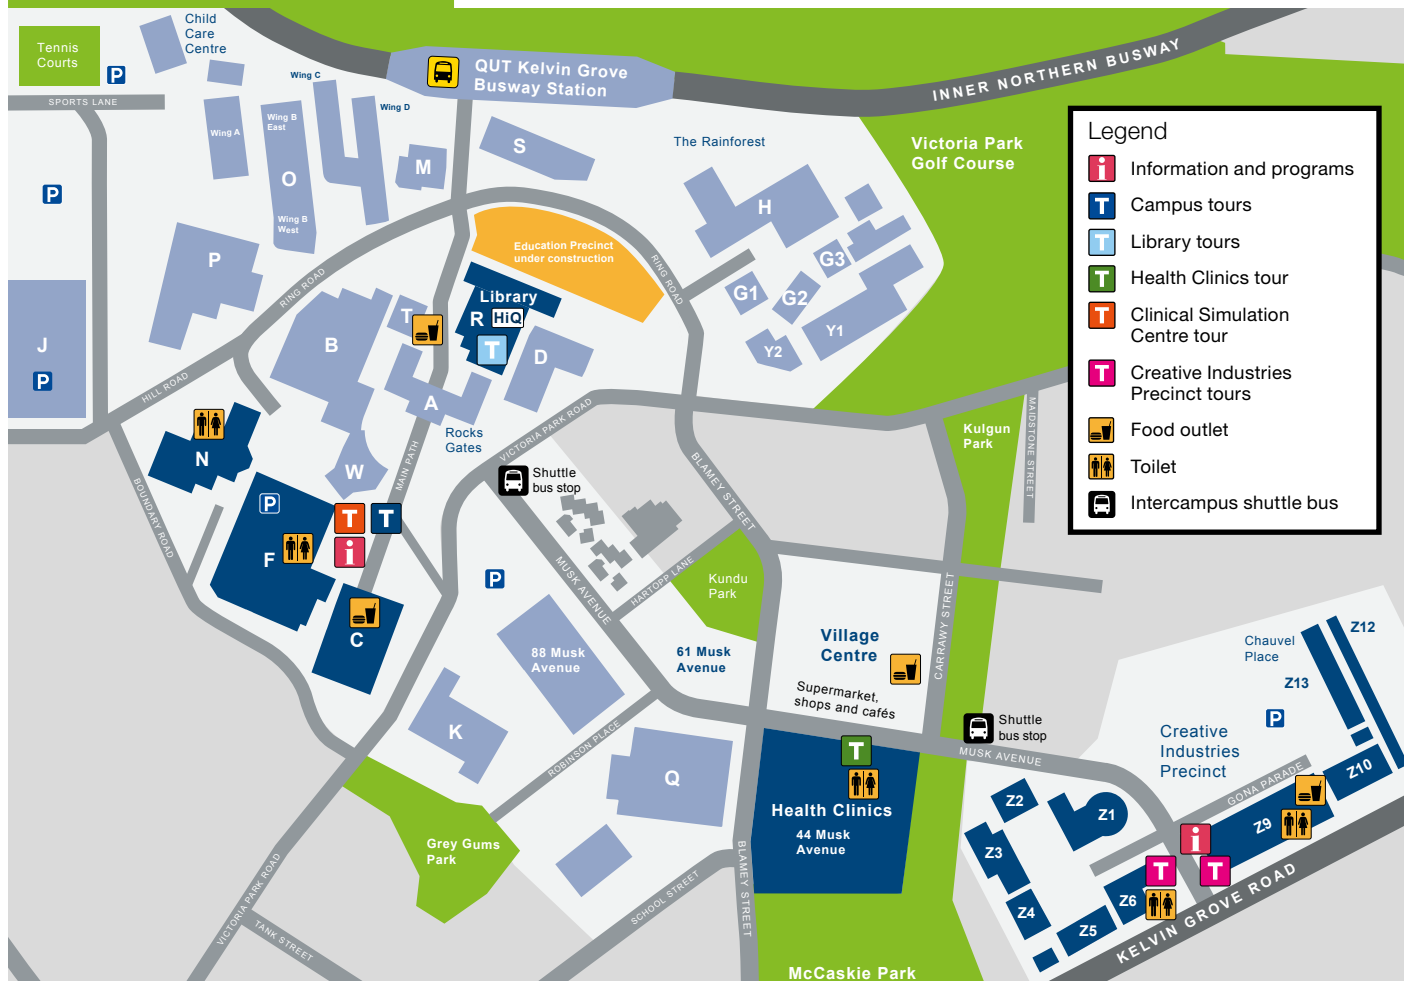 Child
Care
Centre
Tennis
Courts
P
SPORTS LANE
QUT Kelvin Grove
Busway Station
INNER NORTHERN BUSWAY
Wing C
Wing D
Wing A
Wing B
East
O
Wing B
West
M
S
The Rainforest
Victoria Park
Golf Course
P
P
H
Education Precinct
under construction
RING ROAD
RING ROAD
G1
G2
G3
Y1
Y2
J
P
B
T
Library
R HiQ
T
D
A
HILL ROAD
Rocks
Gates
VICTORIA PARK ROAD
MAIN PATH
N
W
BOUNDARY ROAD
P
F
T
T
i
C
Shuttle
bus stop
BLAMEY STREET
Kulgun
Park
MAIDSTONE STREET
MUSK AVENUE
HARTOPP LANE
Kundu
Park
P
88 Musk
Avenue
61 Musk
Avenue
Village
Centre
Supermarket,
shops and cafés
CARRAWY STREET
K
ROBINSON PLACE
Q
Shuttle
bus stop
MUSK AVENUE
T
Health Clinics
44 Musk
Avenue
Grey Gums
Park
VICTORIA PARK ROAD
TANK STREET
SCHOOL STREET
BLAMEY STREET
McCaskie Park
Chauvel
Place
Z12
Z13
P
Creative
Industries
Precinct
GONA PARADE
Z10
Z9
Z2
Z1
Z3
Z4
Z5
Z6
i
T
T
KELVIN GROVE ROAD
Legend
i Information and programs
T Campus tours
T Library tours
T Health Clinics tour
T Clinical Simulation
Centre tour
T Creative Industries
Precinct tours
Food outlet
Toilet
Intercampus shuttle bus